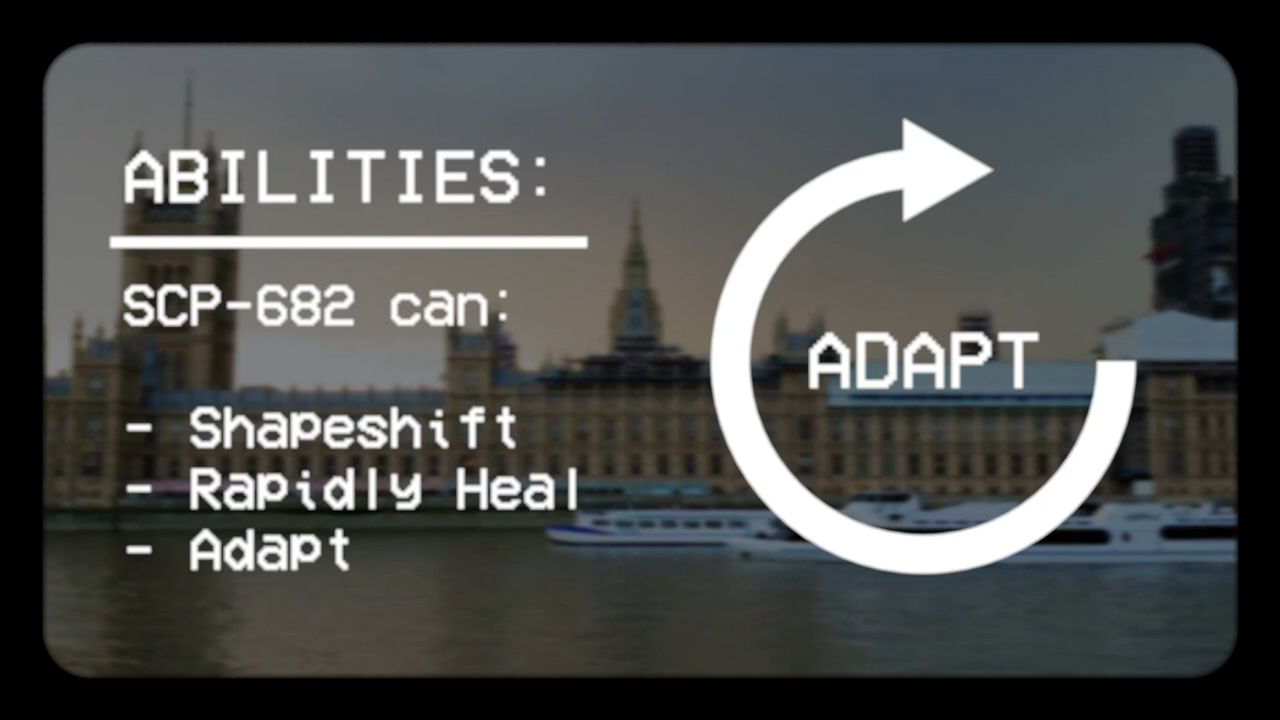 ABILITIES:
SCP-682 can:
- Shapeshift
- Rapidly Heal
- Adapt
ADAPT